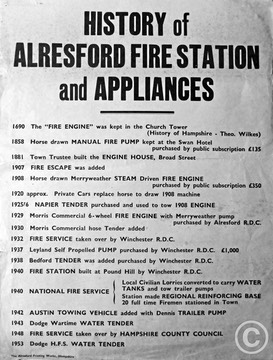 HISTORY of
ALRESFORD FIRE STATION
and APPLIANCES
1690 The "FIRE ENGINE" was kept in the Church Tower
(History of Hampshire - Theo. Wilkes)
1858 Horse drawn MANUAL FIRE PUMP kept at the Swan Hotel
purchased by public subscription £135
1881 Town Trustee built the ENGINE HOUSE, Broad Street
1907 FIRE ESCAPE was added
1908 Horse drawn Merryweather STEAM Driven FIRE ENGINE
purchased by public subscription £350
1920 approx. Private Cars replace horse to draw 1908 machine
1925/6 NAPIER TENDER purchased and used to tow 1908 ENGINE
1929 Morris Commercial 6-wheel FIRE ENGINE with Merryweather pump
purchased by Alresford R.D.C.
1930 Morris Commercial hose Tender added
1932 FIRE SERVICE taken over by Winchester R.D.C.
1937 Leyland Self Propelled PUMP purchased by Winchester R.D.C. £1,000
1938 Bedford TENDER was added purchased by Winchester R.D.C.
1940 FIRE STATION built at Pound Hill by Winchester R.D.C.
1940 NATIONAL FIRE SERVICE
Local Civilian Lorries converted to carry WATER
TANKS and tow trailer pumps
Station made REGIONAL REINFORCING BASE
20 full time Firemen stationed in Town
1942 AUSTIN TOWING VEHICLE added with Dennis TRAILER PUMP
1943 Dodge Wartime WATER TENDER
1948 FIRE SERVICE taken over by HAMPSHIRE COUNTY COUNCIL
1953 Dodge H.F.S. WATER TENDER
The Alresford Printing Works, Hampshire
©